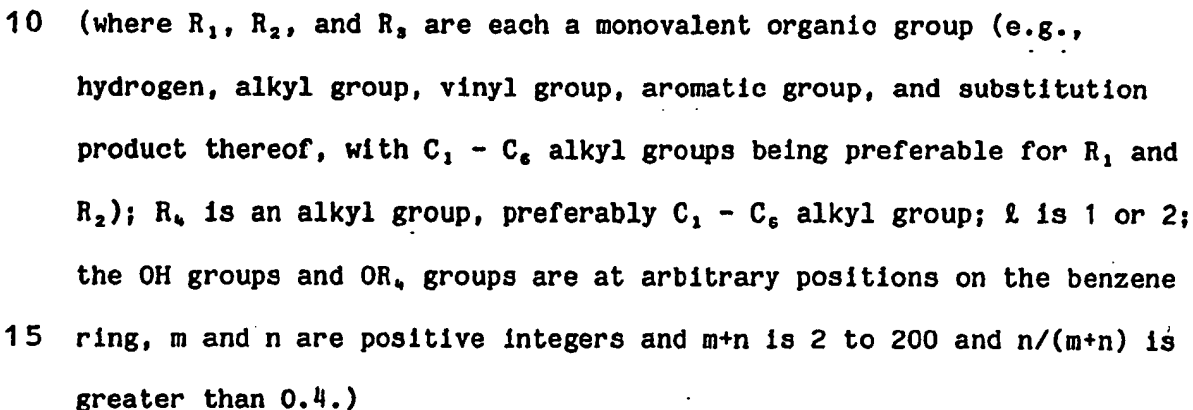 10 (where R₁, R₂, and R₃ are each a monovalent organic group (e.g.,
hydrogen, alkyl group, vinyl group, aromatic group, and substitution
product thereof, with C₁ - C₆ alkyl groups being preferable for R₁ and
R₂); R₄ is an alkyl group, preferably C₁ - C₆ alkyl group; ℓ is 1 or 2;
the OH groups and OR₄ groups are at arbitrary positions on the benzene
15 ring, m and n are positive integers and m+n is 2 to 200 and n/(m+n) is
greater than 0.4.)